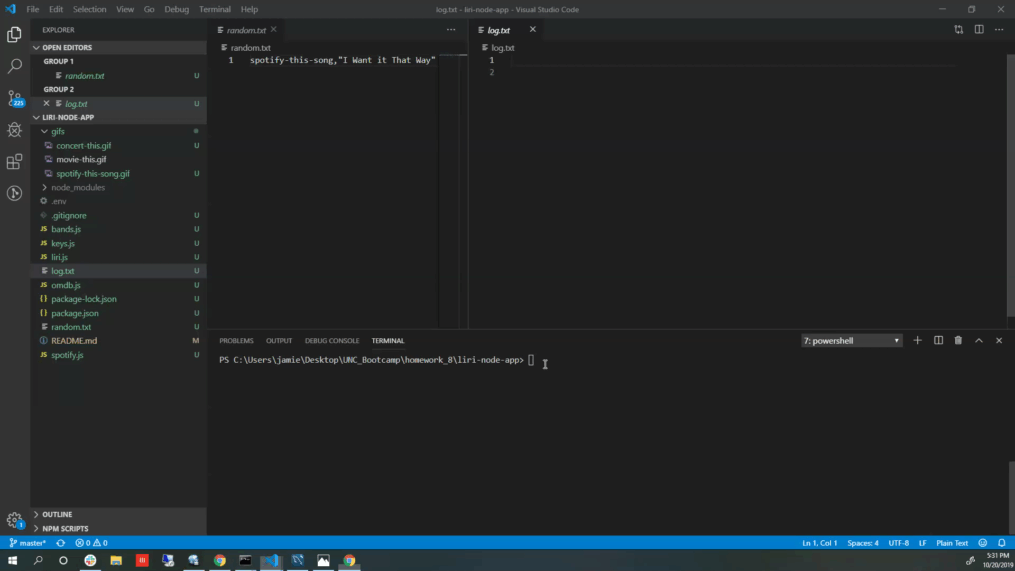 File Edit Selection View Go Debug Terminal Help
log.txt - liri-node-app - Visual Studio Code
EXPLORER
OPEN EDITORS
GROUP 1
random.txt U
GROUP 2
log.txt U
LIRI-NODE-APP
gifs
concert-this.gif U
movie-this.gif
spotify-this-song.gif U
node_modules
.env
.gitignore U
JS bands.js U
JS keys.js U
JS liri.js U
log.txt U
JS omdb.js U
{} package-lock.json U
{} package.json U
random.txt U
README.md M
JS spotify.js U
OUTLINE
NPM SCRIPTS
225
1
random.txt
random.txt
1 spotify-this-song,"I Want it That Way"
log.txt
log.txt
1
2
PROBLEMS OUTPUT DEBUG CONSOLE TERMINAL
7: powershell
PS C:\Users\jamie\Desktop\UNC_Bootcamp\homework_8\liri-node-app>
master* 0 0
Ln 1, Col 1 Spaces: 4 UTF-8 LF Plain Text
5:31 PM
10/20/2019